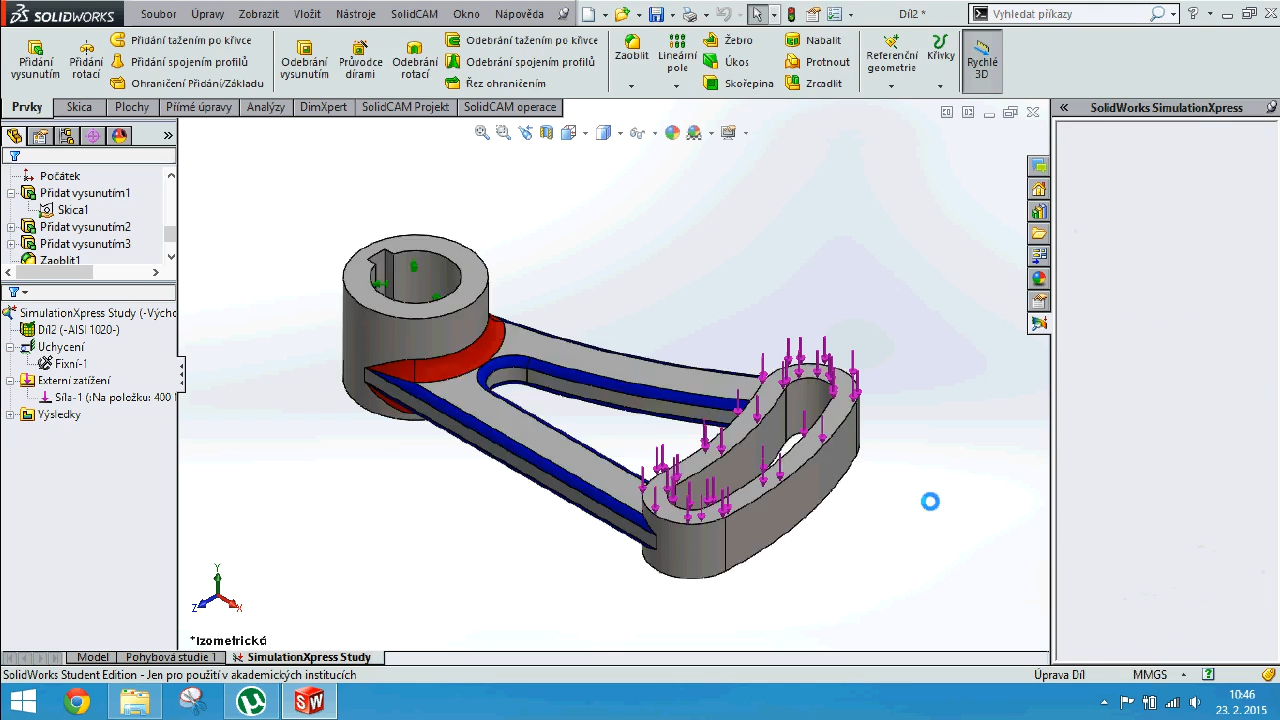 SOLIDWORKS Soubor Úpravy Zobrazit Vložit Nástroje SolidCAM Okno Nápověda Díl2 * Vyhledat příkazy
Přidání vysunutím
Přidání rotací
Přidání tažením po křivce
Přidání spojením profilů
Ohraničení Přidání/Základu
Odebrání vysunutím
Průvodce dírami
Odebrání rotací
Odebrání tažením po křivce
Odebrání spojením profilů
Řez ohraničením
Zaoblit
Lineární pole
Žebro
Úkos
Skořepina
Nabalit
Protnout
Zrcadlit
Referenční geometrie
Křivky
Rychlé 3D
Prvky Skica Plochy Přímé úpravy Analýzy DimXpert SolidCAM Projekt SolidCAM operace
SolidWorks SimulationXpress
Počátek
Přidat vysunutím1
Skica1
Přidat vysunutím2
Přidat vysunutím3
Zaoblit1
SimulationXpress Study (-Výcho
Díl2 (-AISI 1020-)
Uchycení
Fixní-1
Externí zatížení
Síla-1 (:Na položku: 400 N
Výsledky
Y
Z
X
*Izometrická
Model Pohybová studie 1 SimulationXpress Study
SolidWorks Student Edition - Jen pro použití v akademických institucích Úprava Díl MMGS
SW
10:46
23. 2. 2015